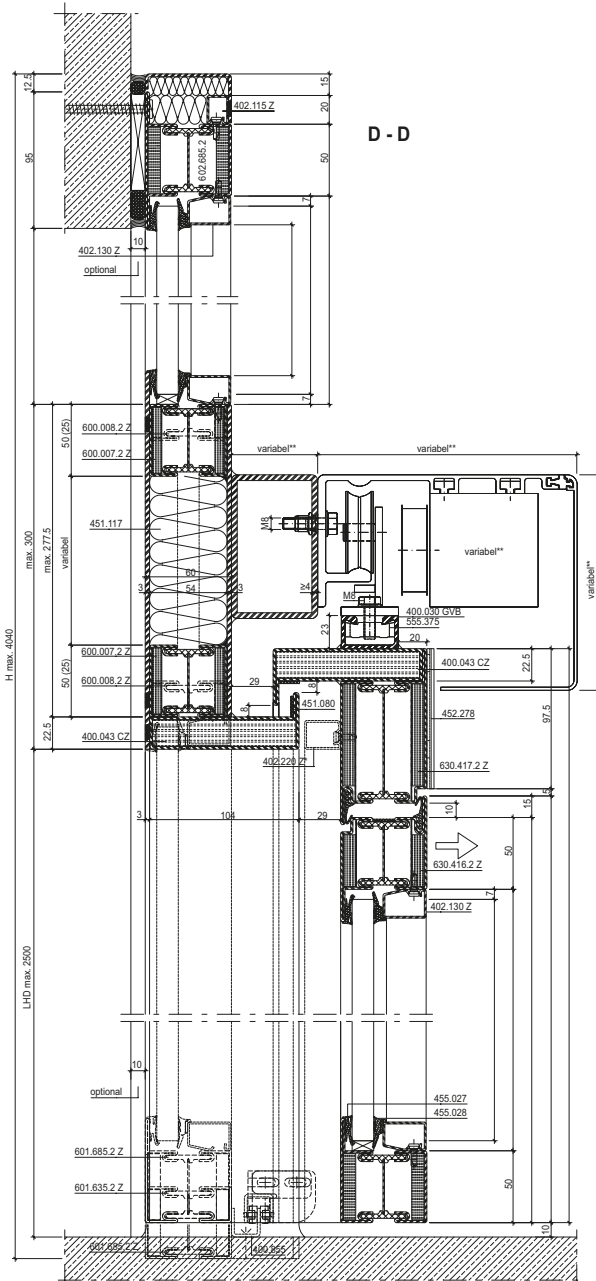 D - D
12.5
95
15
20
50
402.115 Z
602.685.2
7
10
402.130 Z
optional
7
50 (25)
600.008.2 Z
600.007.2 Z
variabel**
variabel**
451.117
M8
variabel**
variabel**
max. 300
max. 277.5
variabel
H max. 4040
60
3
54
3
≥4
M8
400.030 GVB
555.375
23
20
600.007.2 Z
400.043 CZ
22.5
50 (25)
600.008.2 Z
29
8
451.080
8
452.278
97.5
22.5
400.043 CZ
402.220 Z*
630.417.2 Z
5
15
10
3
104
29
50
630.416.2 Z
7
402.130 Z
LHD max. 2500
10
optional
455.027
455.028
601.685.2 Z
601.635.2 Z
50
10
601.685.2 Z
400.855